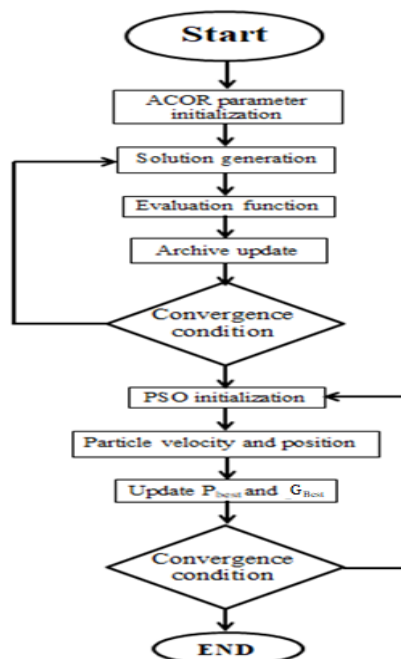 Start
ACOR parameter
initialization
Solution generation
Evaluation function
Archive update
Convergence
condition
PSO initialization
Particle velocity and position
Update Pbest and GBest
Convergence
condition
END